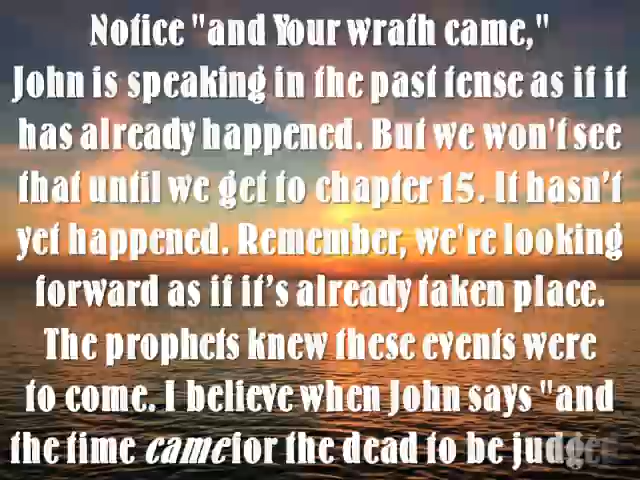 Notice "and Your wrath came,"
John is speaking in the past tense as if it
has already happened. But we won't see
that until we get to chapter 15. It hasn't
yet happened. Remember, we're looking
forward as if it's already taken place.
The prophets knew these events were
to come. I believe when John says "and
the time came for the dead to be judged